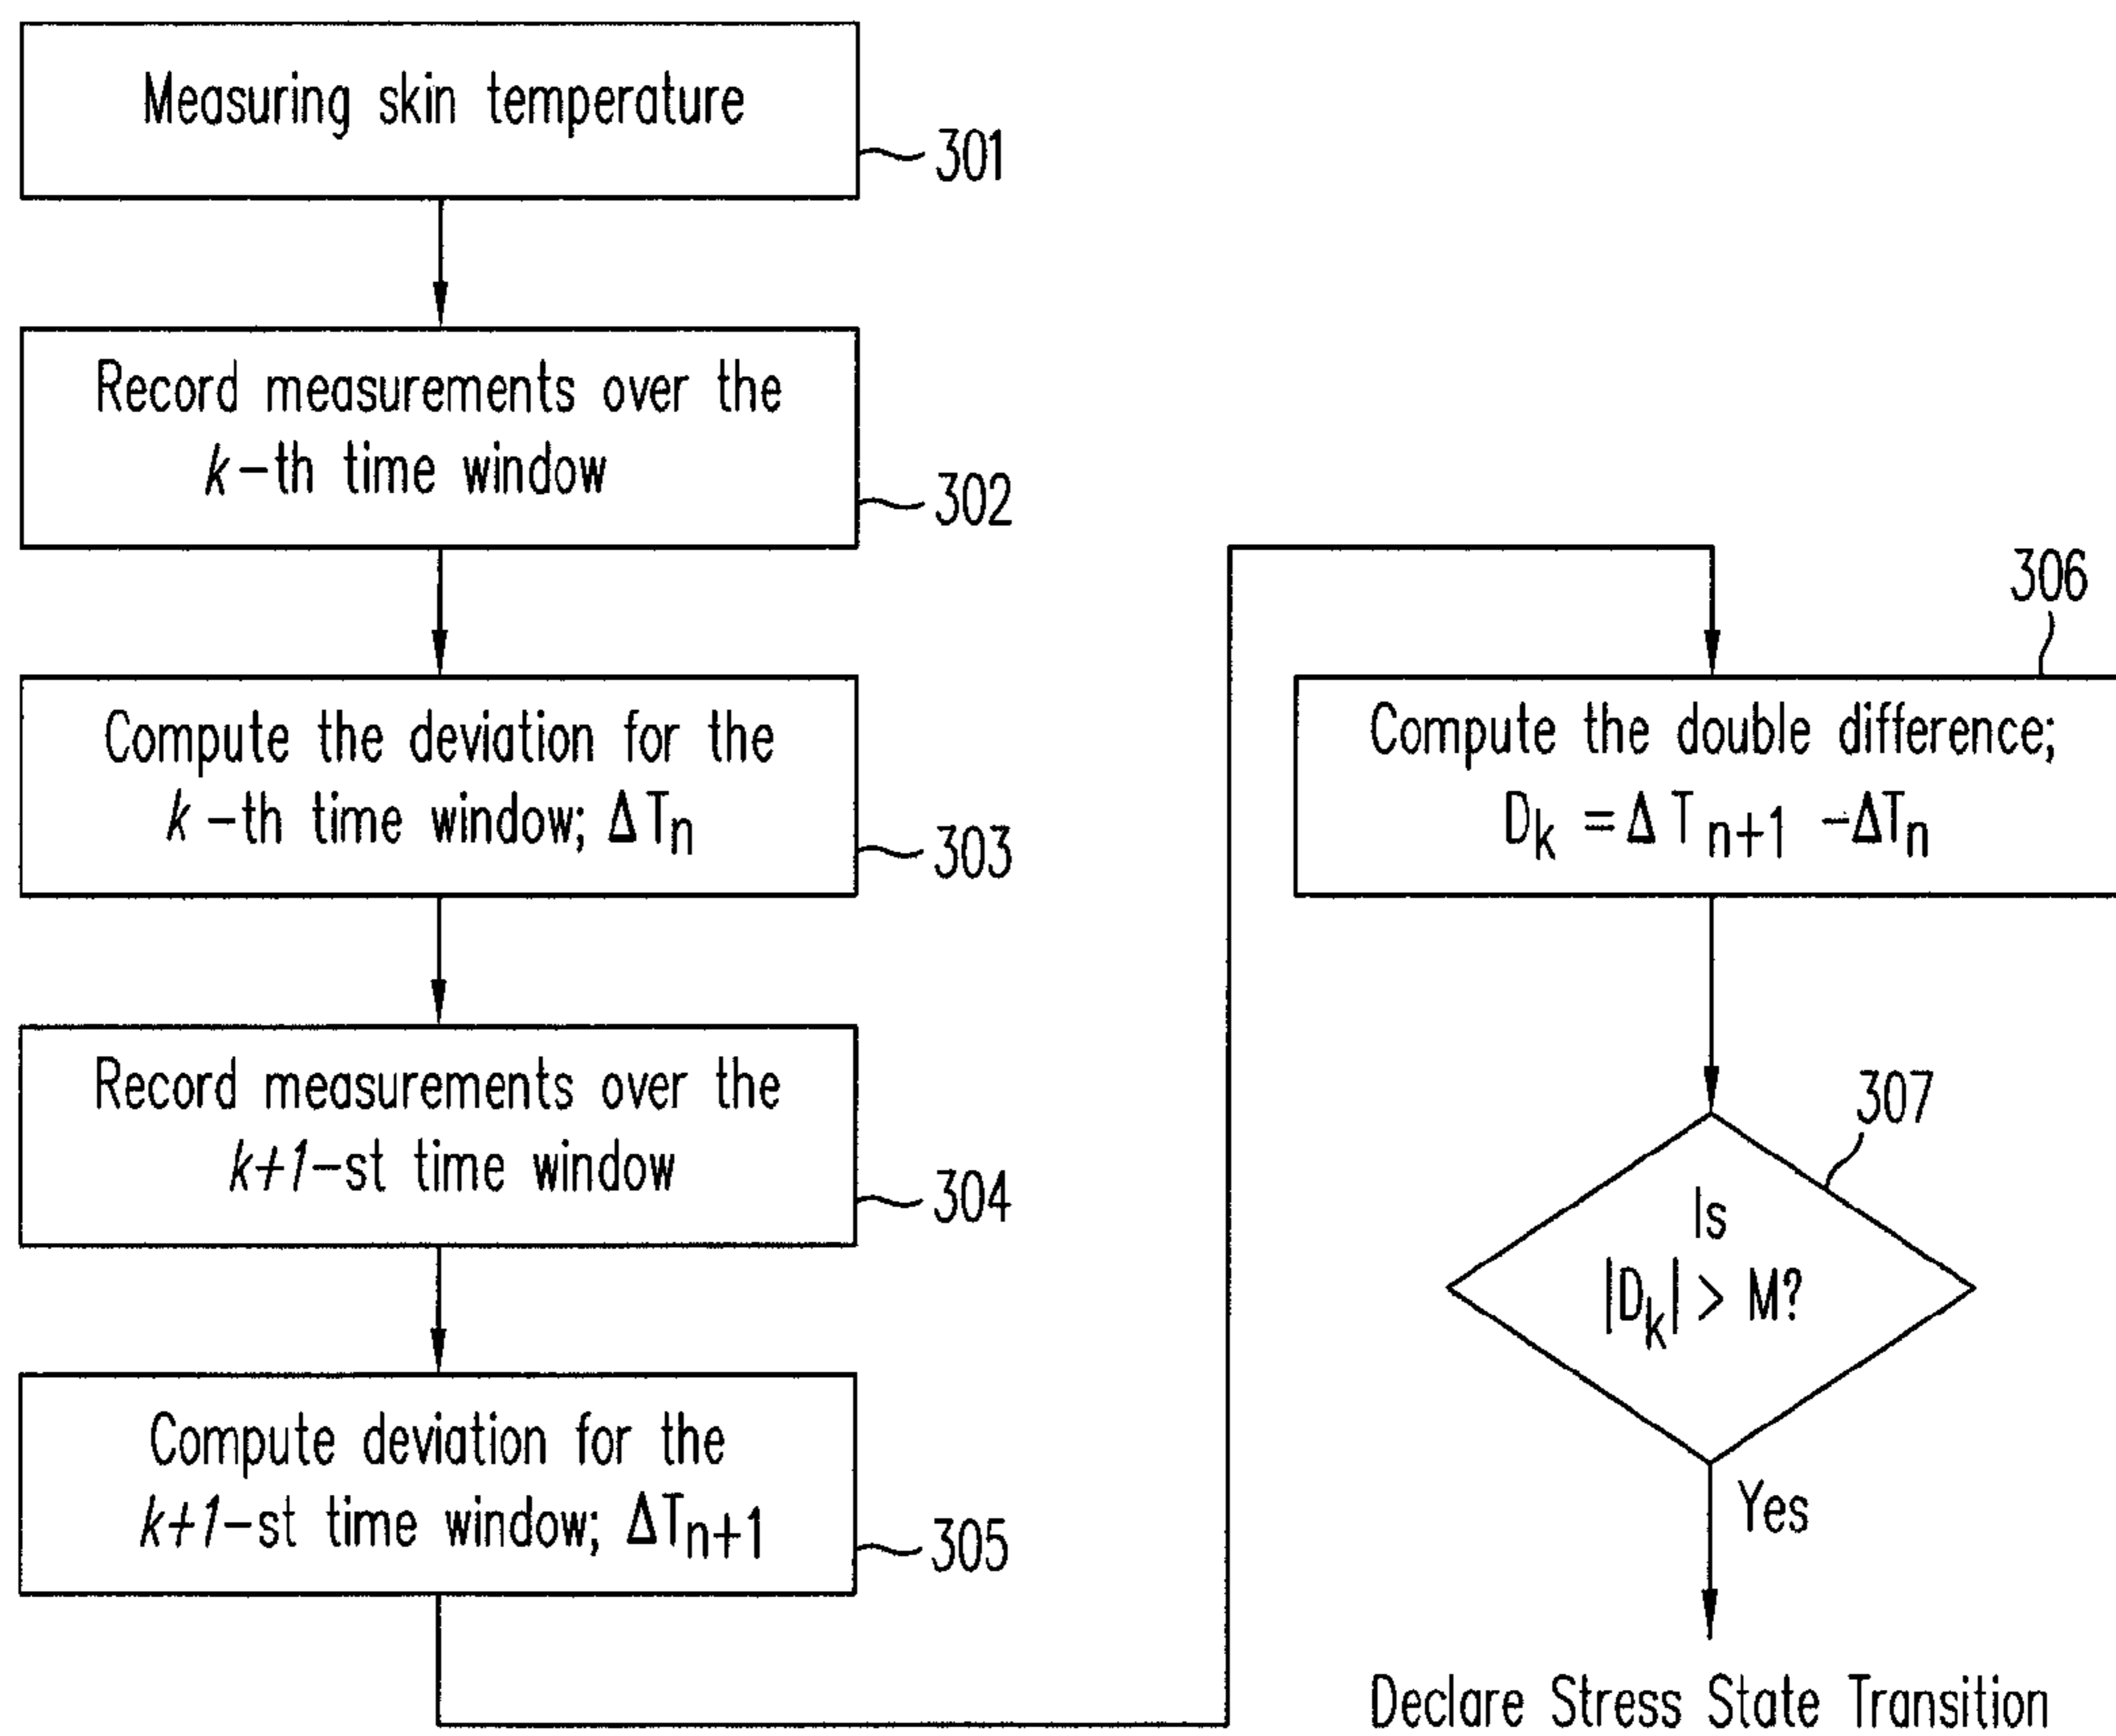 Measuring skin temperature
301
Record measurements over the
k-th time window
302
Compute the deviation for the
k-th time window; ΔTn
303
Record measurements over the
k+1-st time window
304
Compute deviation for the
k+1-st time window; ΔTn+1
305
306
Compute the double difference;
Dk = ΔTn+1 - ΔTn
307
Is
|Dk| > M?
Yes
Declare Stress State Transition